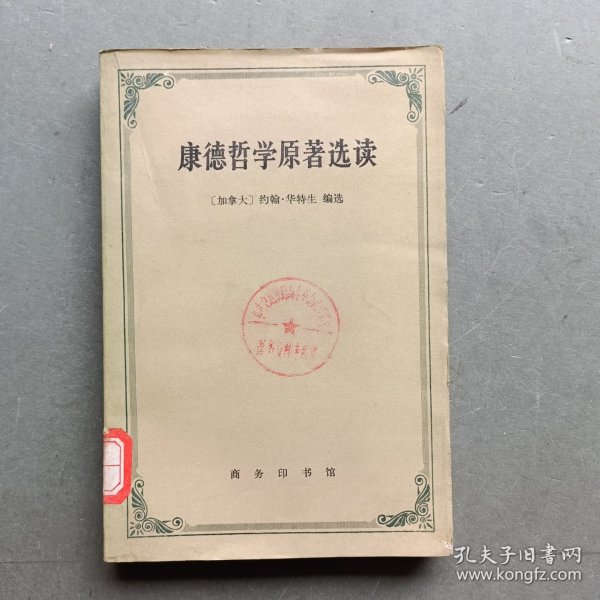 康德哲学原著选读
〔加拿大〕约翰·华特生 编选
商务印书馆
孔夫子旧书网
www.kongfz.com